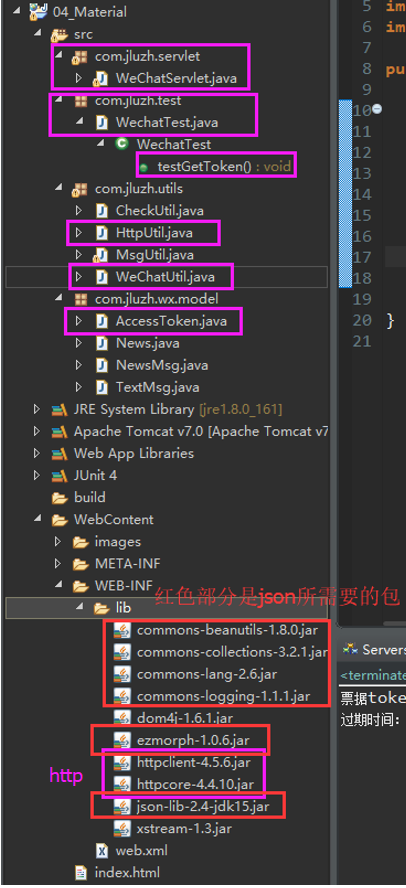 04_Material
src
com.jluzh.servlet
WeChatServlet.java
com.jluzh.test
WechatTest.java
WechatTest
testGetToken() : void
com.jluzh.utils
CheckUtil.java
HttpUtil.java
MsgUtil.java
WeChatUtil.java
com.jluzh.wx.model
AccessToken.java
News.java
NewsMsg.java
TextMsg.java
JRE System Library [jre1.8.0_161]
Apache Tomcat v7.0 [Apache Tomcat v7
Web App Libraries
JUnit 4
build
WebContent
images
META-INF
WEB-INF
红色部分是json所需要的包
lib
commons-beanutils-1.8.0.jar
commons-collections-3.2.1.jar
commons-lang-2.6.jar
commons-logging-1.1.1.jar
dom4j-1.6.1.jar
ezmorph-1.0.6.jar
http
httpclient-4.5.6.jar
httpcore-4.4.10.jar
json-lib-2.4-jdk15.jar
xstream-1.3.jar
web.xml
index.html
5 im
6 im
7
8 pu
9
10
11
12
13
14
15
16
17
18
19
20 }
21
Servers
<terminate
票据toke
过期时间: